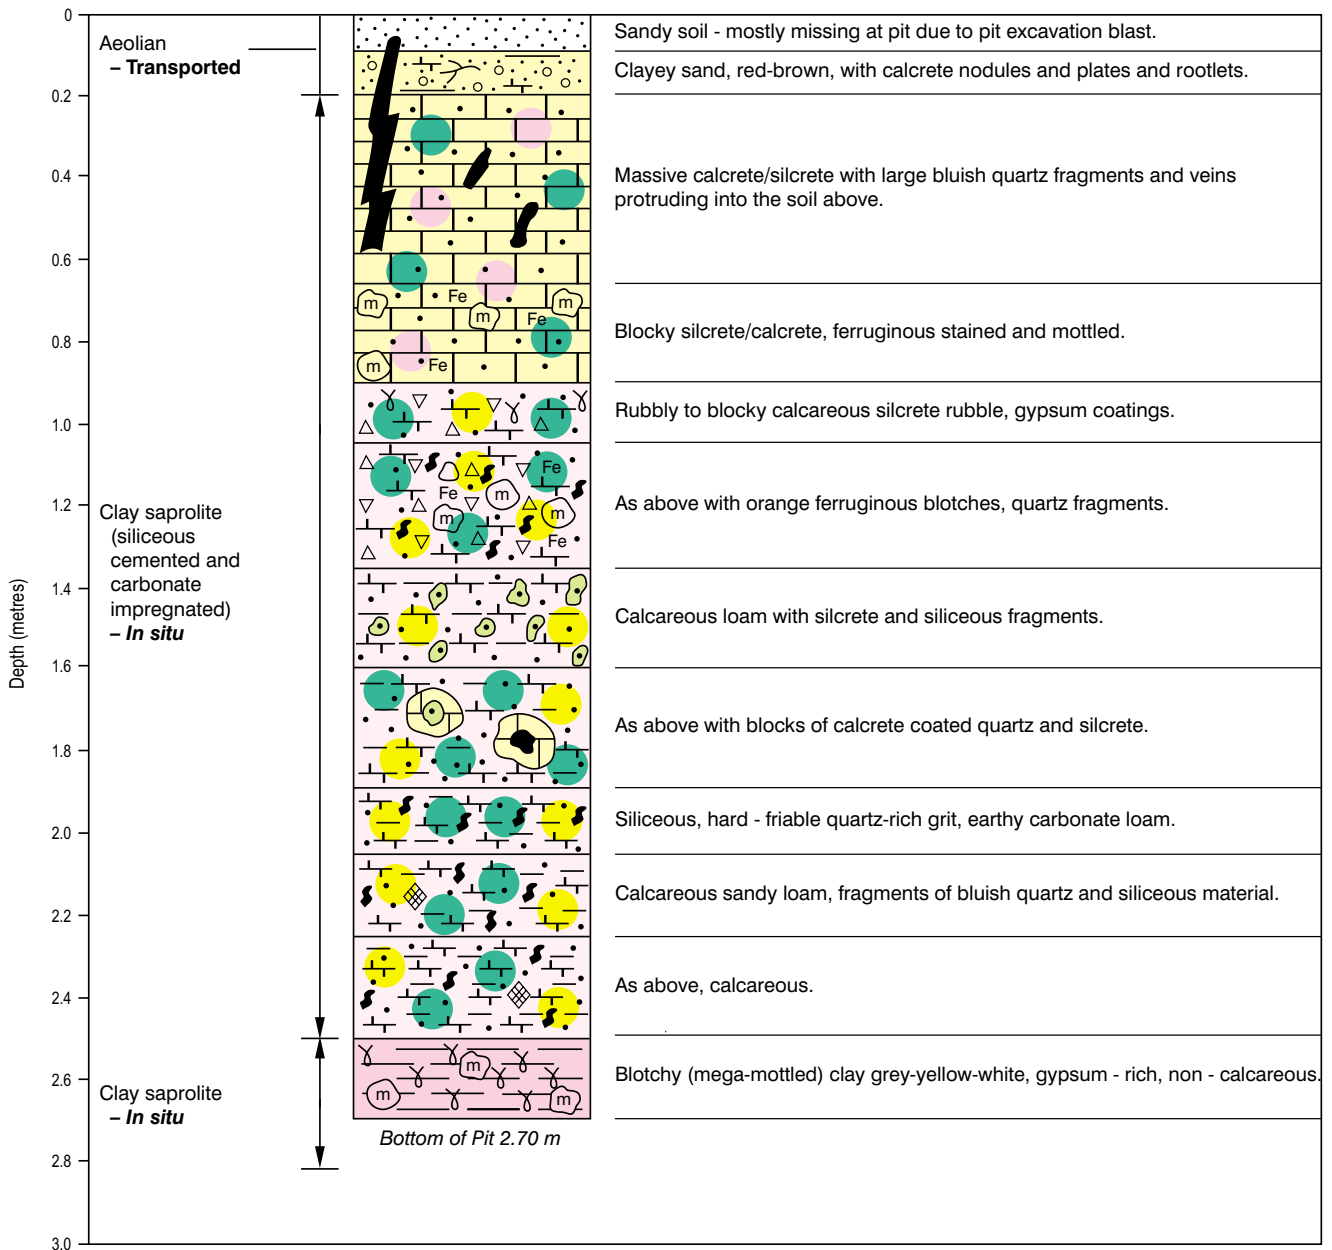 0
Sandy soil - mostly missing at pit due to pit excavation blast.
Aeolian
– Transported
Clayey sand, red-brown, with calcrete nodules and plates and rootlets.
0.2
0.4
Massive calcrete/silcrete with large bluish quartz fragments and veins
protruding into the soil above.
0.6
m
Fe
m
m
Fe
0.8
Blocky silcrete/calcrete, ferruginous stained and mottled.
m
Fe
1.0
Rubbly to blocky calcareous silcrete rubble, gypsum coatings.
Fe
Fe
m
m
m
Fe
1.2
As above with orange ferruginous blotches, quartz fragments.
Clay saprolite
(siliceous
cemented and
carbonate
impregnated)
– In situ
Depth (metres)
1.4
Calcareous loam with silcrete and siliceous fragments.
1.6
As above with blocks of calcrete coated quartz and silcrete.
1.8
Siliceous, hard - friable quartz-rich grit, earthy carbonate loam.
2.0
Calcareous sandy loam, fragments of bluish quartz and siliceous material.
2.2
As above, calcareous.
2.4
m
m
m
2.6
Blotchy (mega-mottled) clay grey-yellow-white, gypsum - rich, non - calcareous.
Clay saprolite
– In situ
Bottom of Pit 2.70 m
2.8
3.0